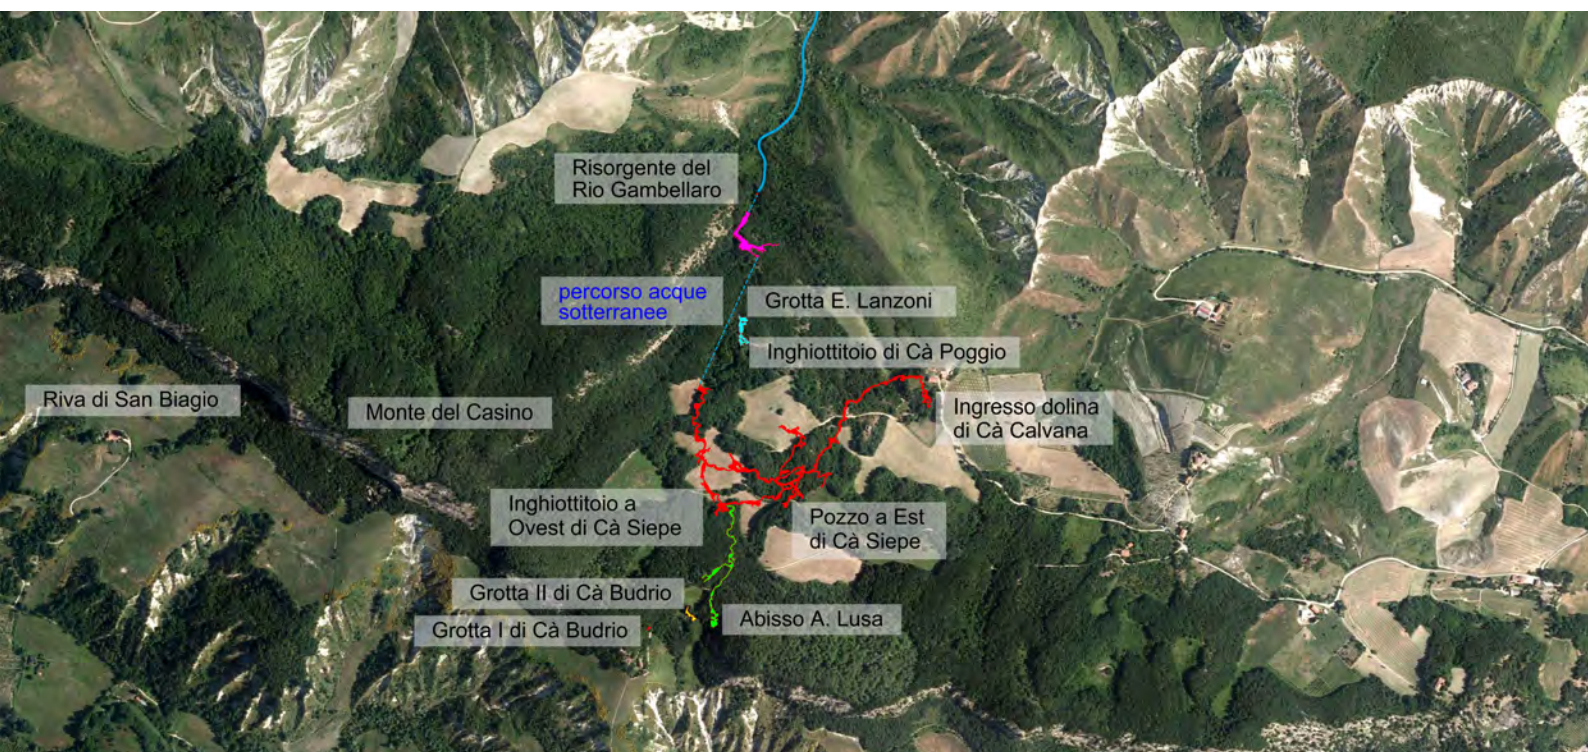 Risorgente del
Rio Gambellaro
percorso acque
sotterranee
Grotta E. Lanzoni
Inghiottitoio di Cà Poggio
Riva di San Biagio
Monte del Casino
Ingresso dolina
di Cà Calvana
Inghiottitoio a
Ovest di Cà Siepe
Pozzo a Est
di Cà Siepe
Grotta II di Cà Budrio
Grotta I di Cà Budrio
Abisso A. Lusa